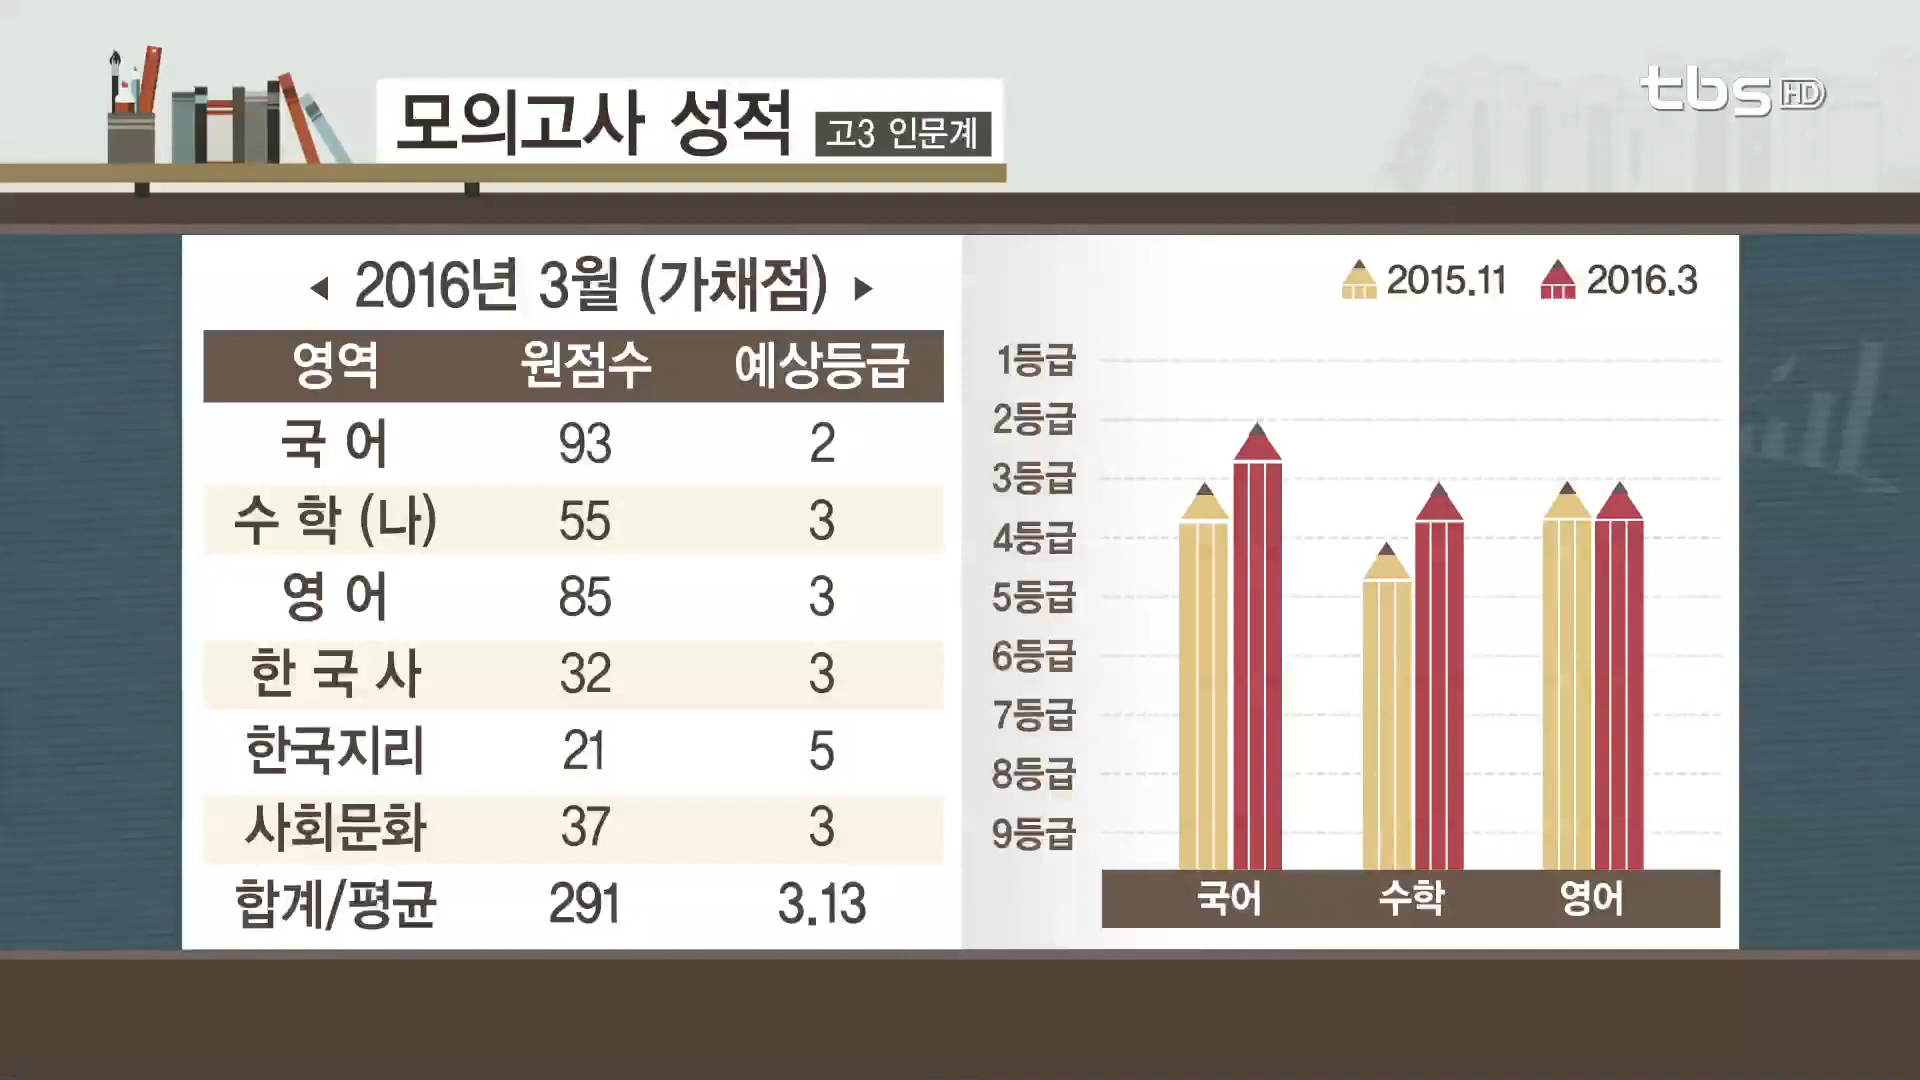 모의고사 성적 고3 인문계
tbs HD
◀ 2016년 3월 (가채점) ▶
영역 원점수 예상등급
국 어 93 2
수 학 (나) 55 3
영 어 85 3
한 국 사 32 3
한국지리 21 5
사회문화 37 3
합계/평균 291 3.13
2015.11 2016.3
1등급
2등급
3등급
4등급
5등급
6등급
7등급
8등급
9등급
국어 수학 영어